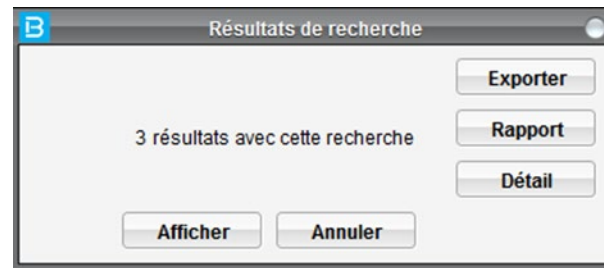 B
Résultats de recherche
Exporter
3 résultats avec cette recherche
Rapport
Détail
Afficher
Annuler